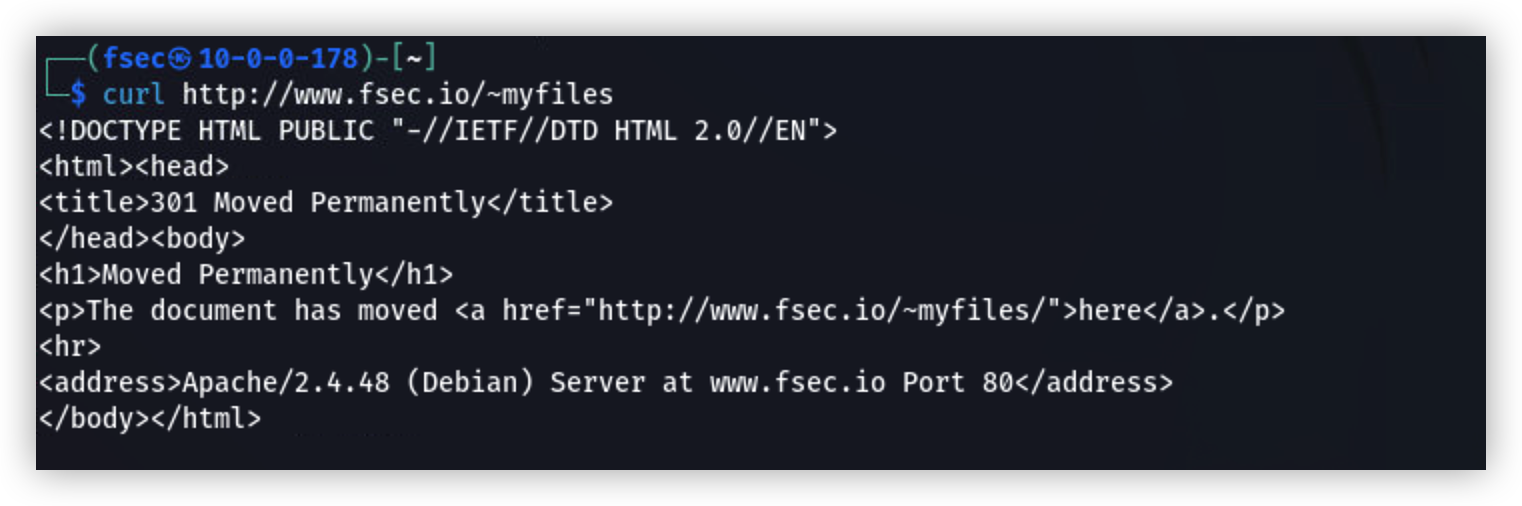 ┌──(fsec㉿10-0-0-178)-[~]
└─$ curl http://www.fsec.io/~myfiles
<!DOCTYPE HTML PUBLIC "-//IETF//DTD HTML 2.0//EN">
<html><head>
<title>301 Moved Permanently</title>
</head><body>
<h1>Moved Permanently</h1>
<p>The document has moved <a href="http://www.fsec.io/~myfiles/">here</a>.</p>
<hr>
<address>Apache/2.4.48 (Debian) Server at www.fsec.io Port 80</address>
</body></html>